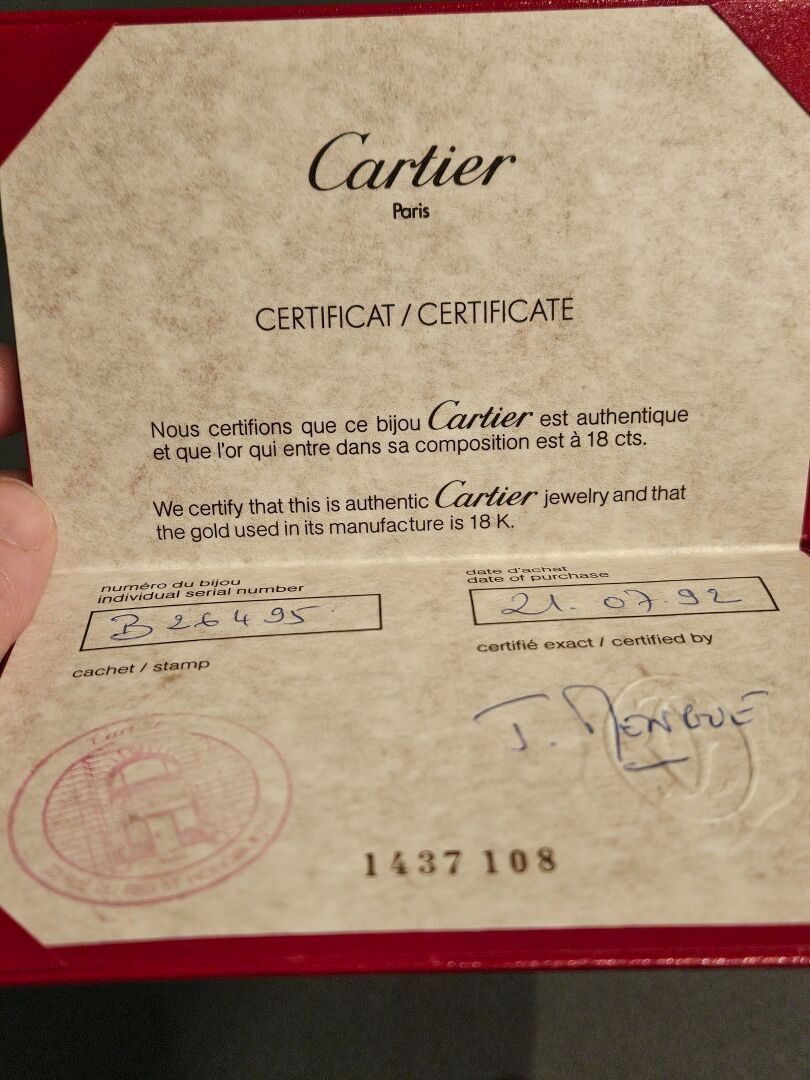 Cartier
Paris
CERTIFICAT / CERTIFICATE
Nous certifions que ce bijou Cartier est authentique
et que l'or qui entre dans sa composition est à 18 cts.
We certify that this is authentic Cartier jewelry and that
the gold used in its manufacture is 18 K.
numéro du bijou
individual serial number
B 26495
date d'achat
date of purchase
21. 07. 92
cachet / stamp
certifié exact / certified by
J. MENGUÉ
1437 108